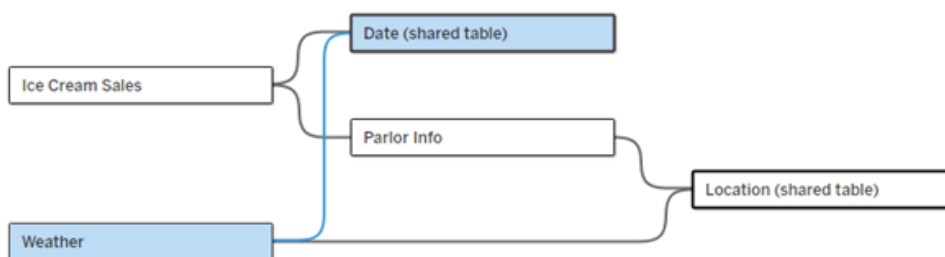 Date (shared table)
Ice Cream Sales
Parlor Info
Location (shared table)
Weather